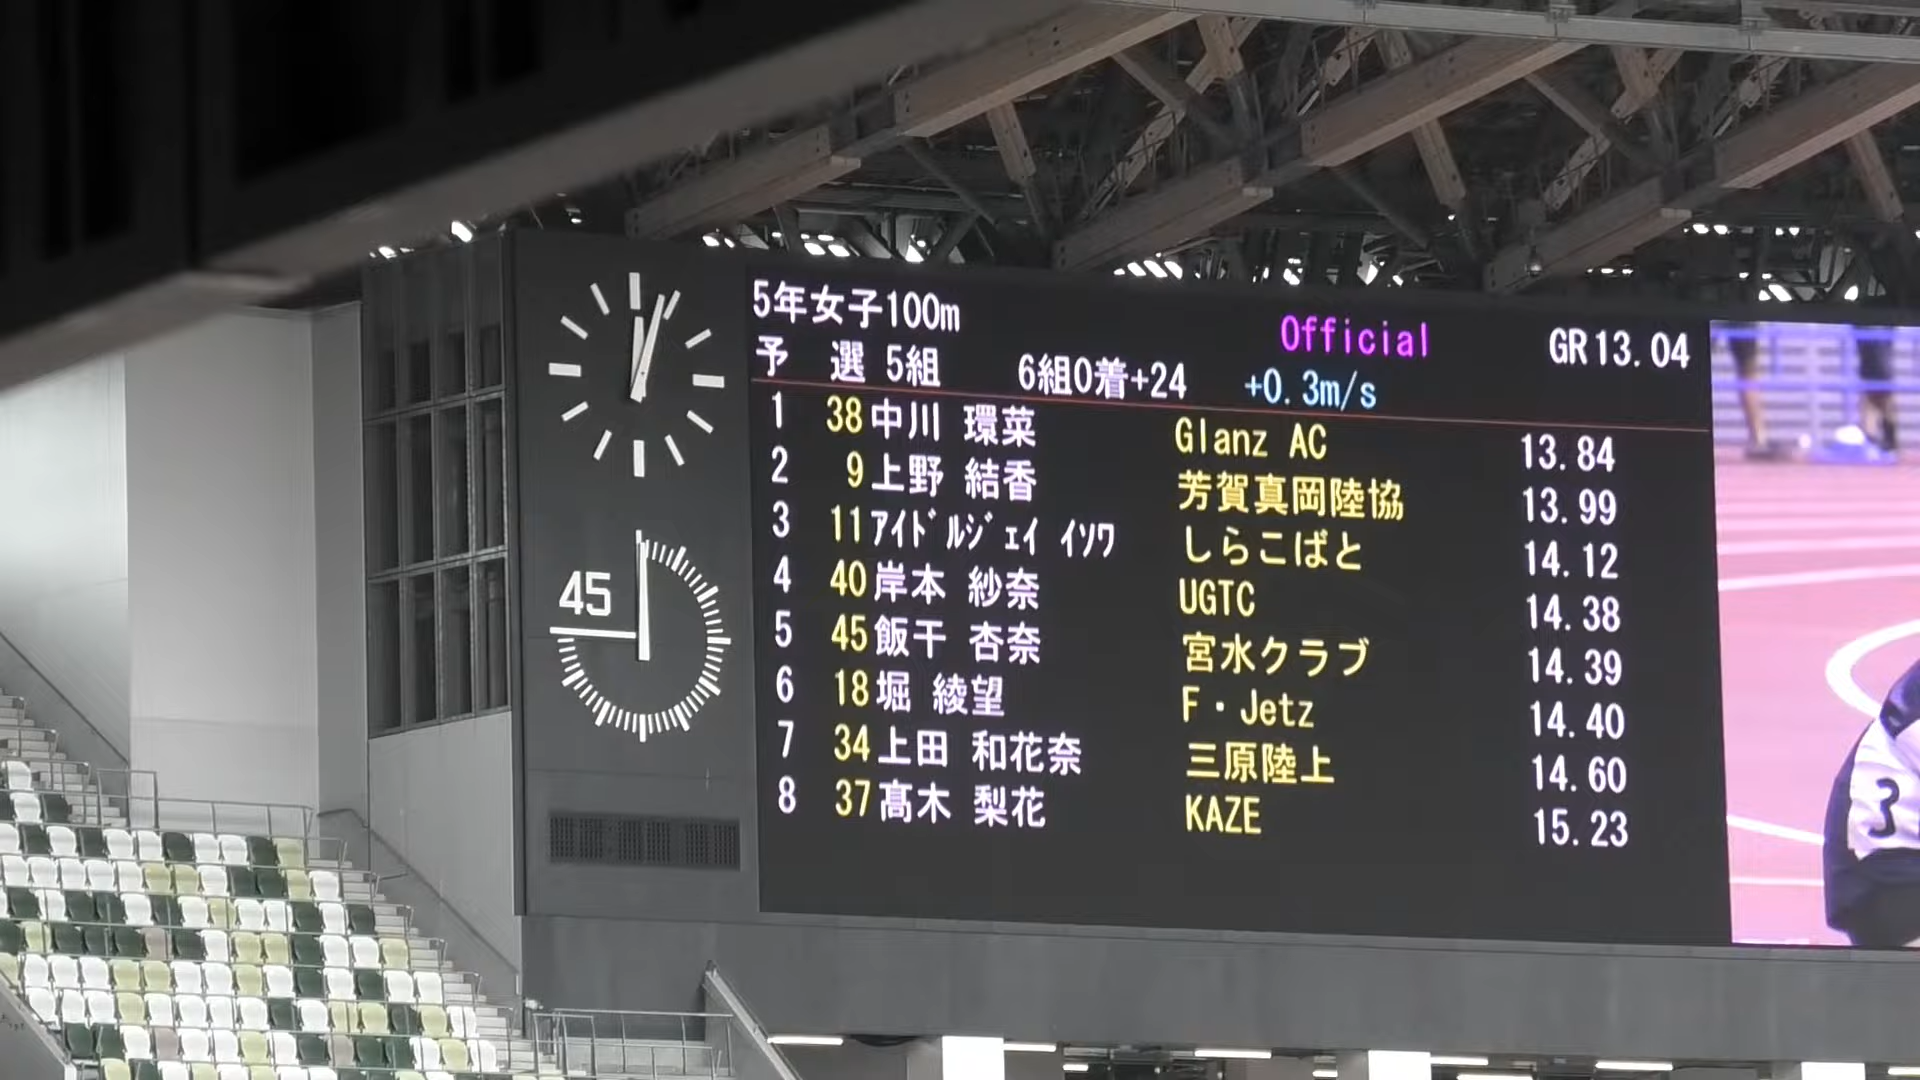 5年女子100m Official GR13.04
予 選 5組 6組0着+24 +0.3m/s
1 38 中川 環菜 Glanz AC 13.84
2 9 上野 結香 芳賀真岡陸協 13.99
3 11 ｱｲﾄﾞﾙｼﾞｪｲ ｲｿﾜ しらこばと 14.12
4 40 岸本 紗奈 UGTC 14.38
5 45 飯干 杏奈 宮水クラブ 14.39
6 18 堀 綾望 F・Jetz 14.40
7 34 上田 和花奈 三原陸上 14.60
8 37 髙木 梨花 KAZE 15.23
45
3